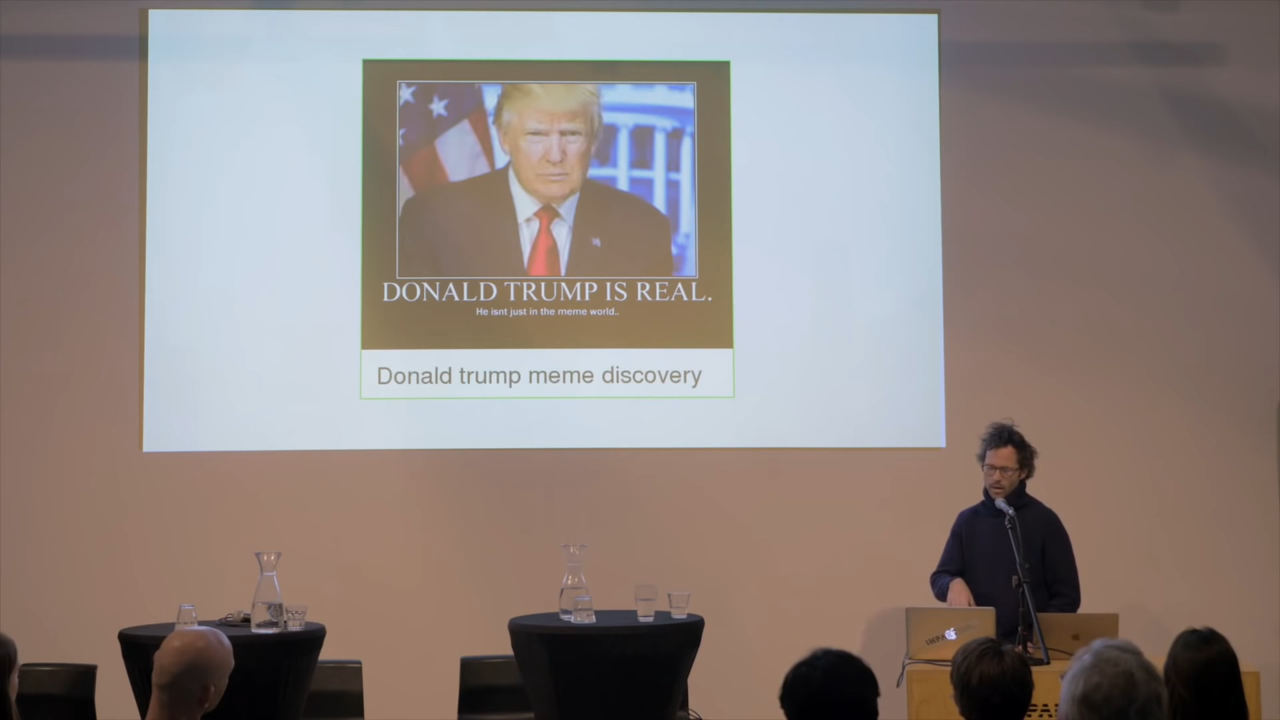 DONALD TRUMP IS REAL.
He isnt just in the meme world..
Donald trump meme discovery